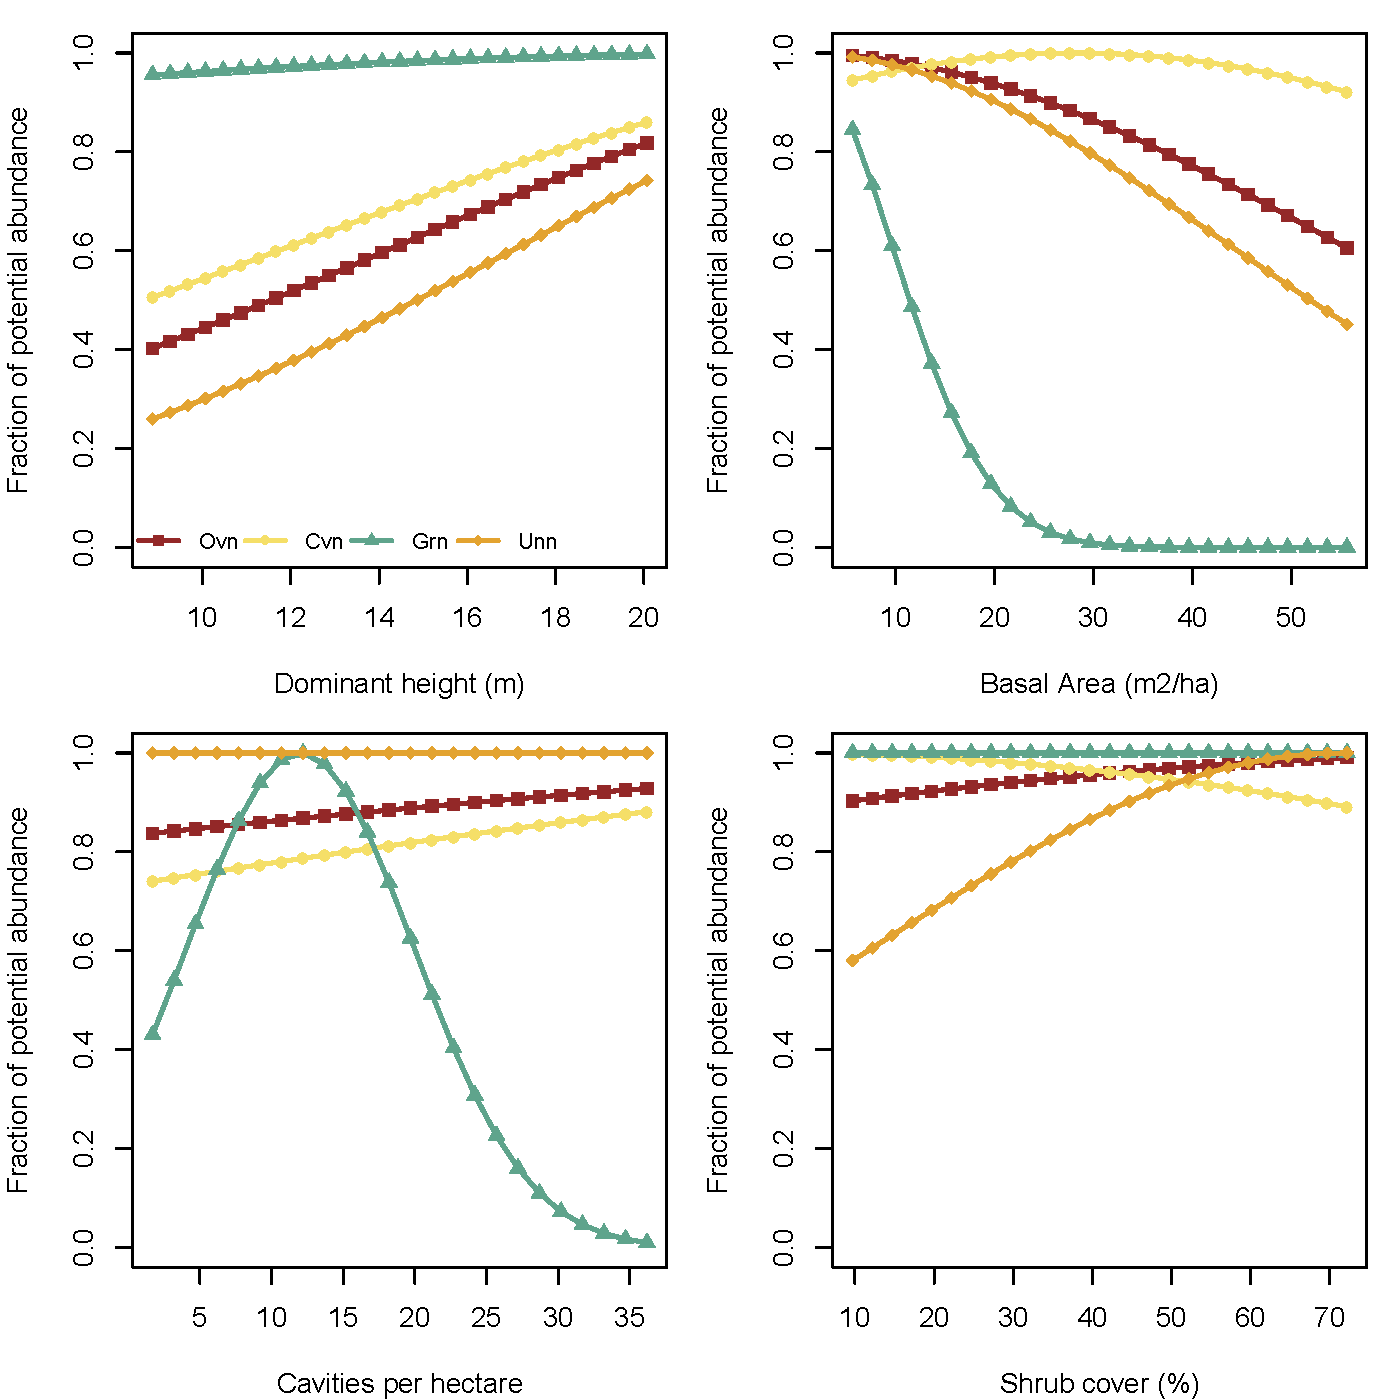 Fraction of potential abundance
1.0
0.8
0.6
0.4
0.2
0.0
Ovn Cvn Grn Unn
10 12 14 16 18 20
Dominant height (m)
Fraction of potential abundance
1.0
0.8
0.6
0.4
0.2
0.0
10 20 30 40 50
Basal Area (m2/ha)
Fraction of potential abundance
1.0
0.8
0.6
0.4
0.2
0.0
5 10 15 20 25 30 35
Cavities per hectare
Fraction of potential abundance
1.0
0.8
0.6
0.4
0.2
0.0
10 20 30 40 50 60 70
Shrub cover (%)